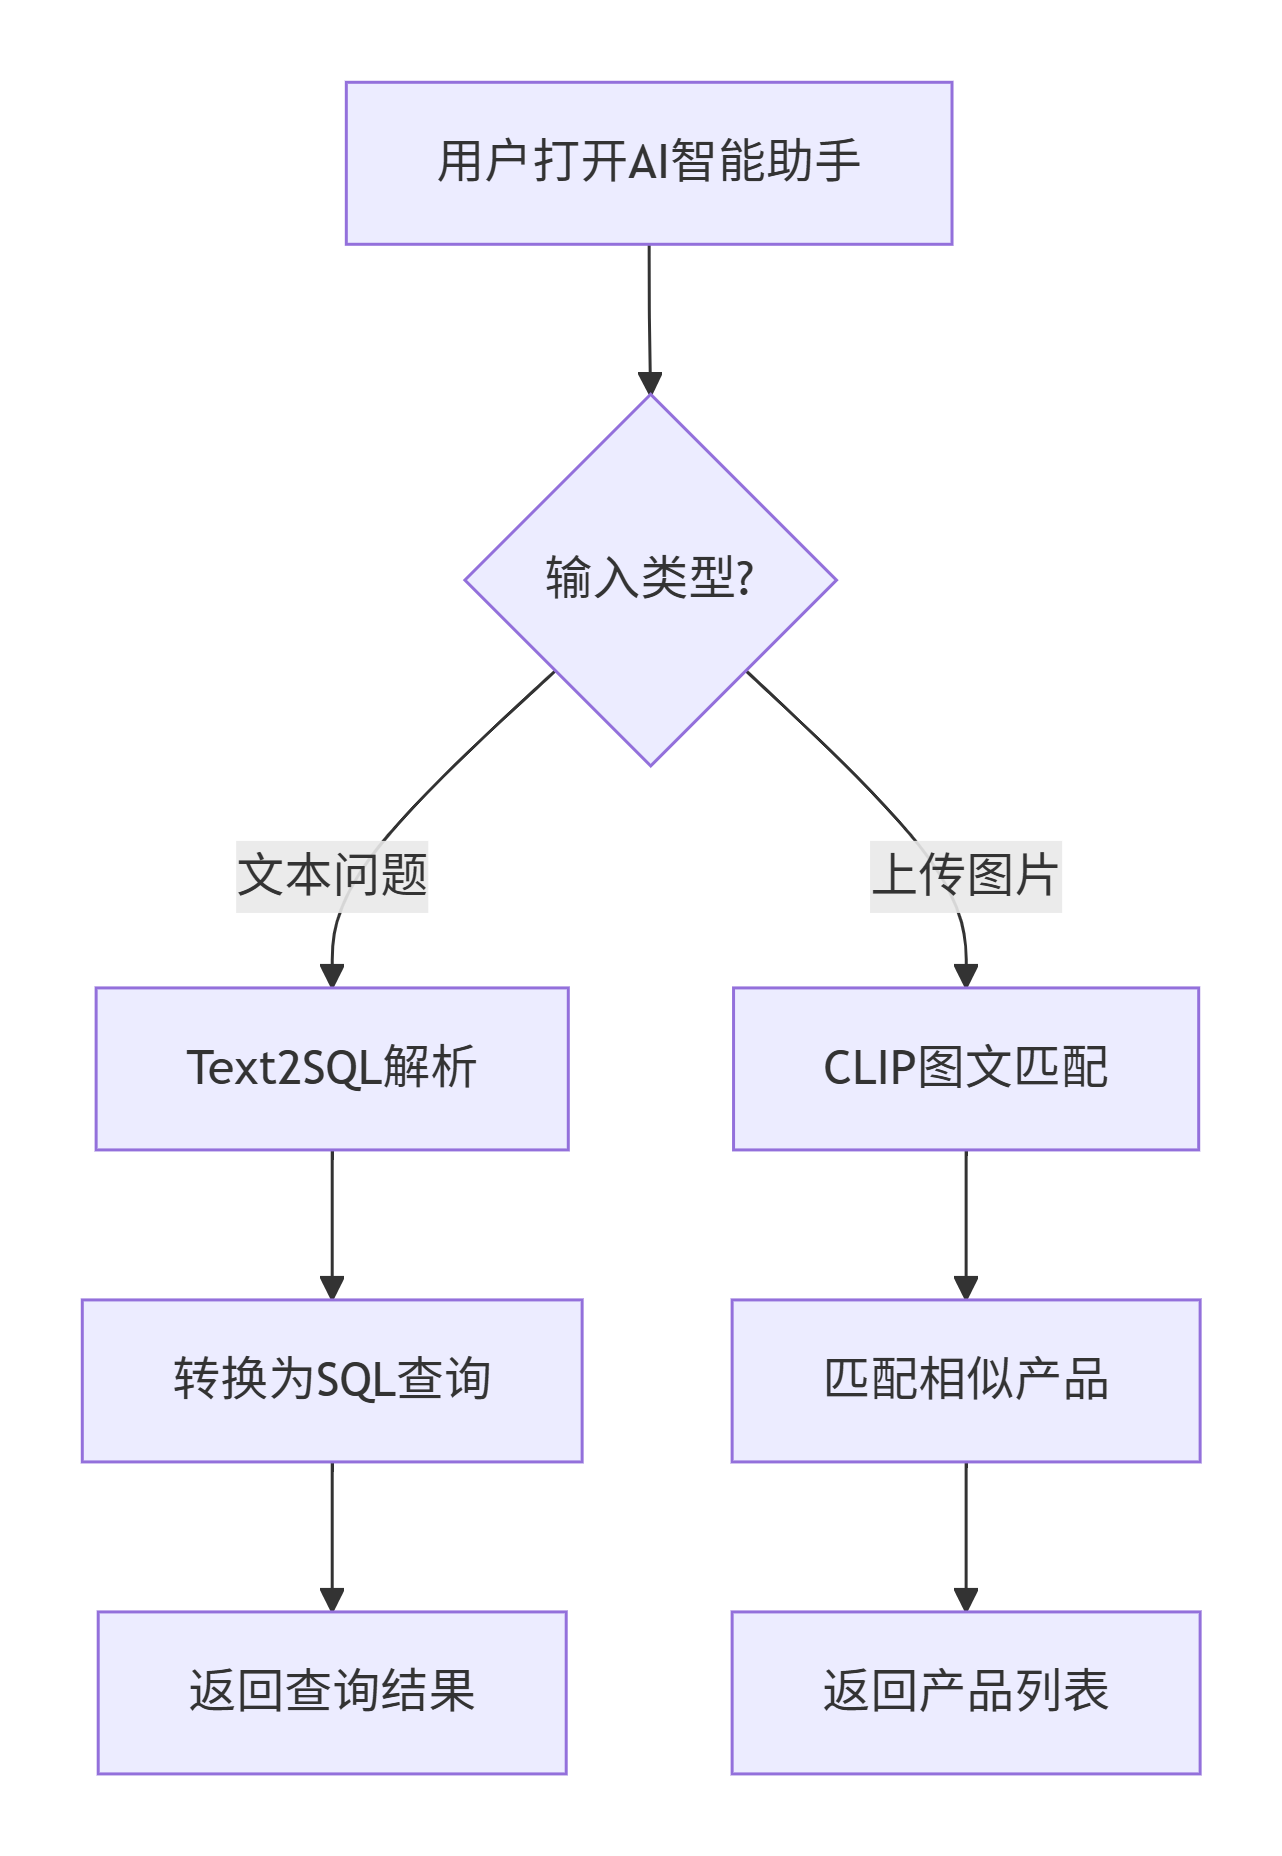 用户打开AI智能助手
输入类型?
文本问题
上传图片
Text2SQL解析
CLIP图文匹配
转换为SQL查询
匹配相似产品
返回查询结果
返回产品列表